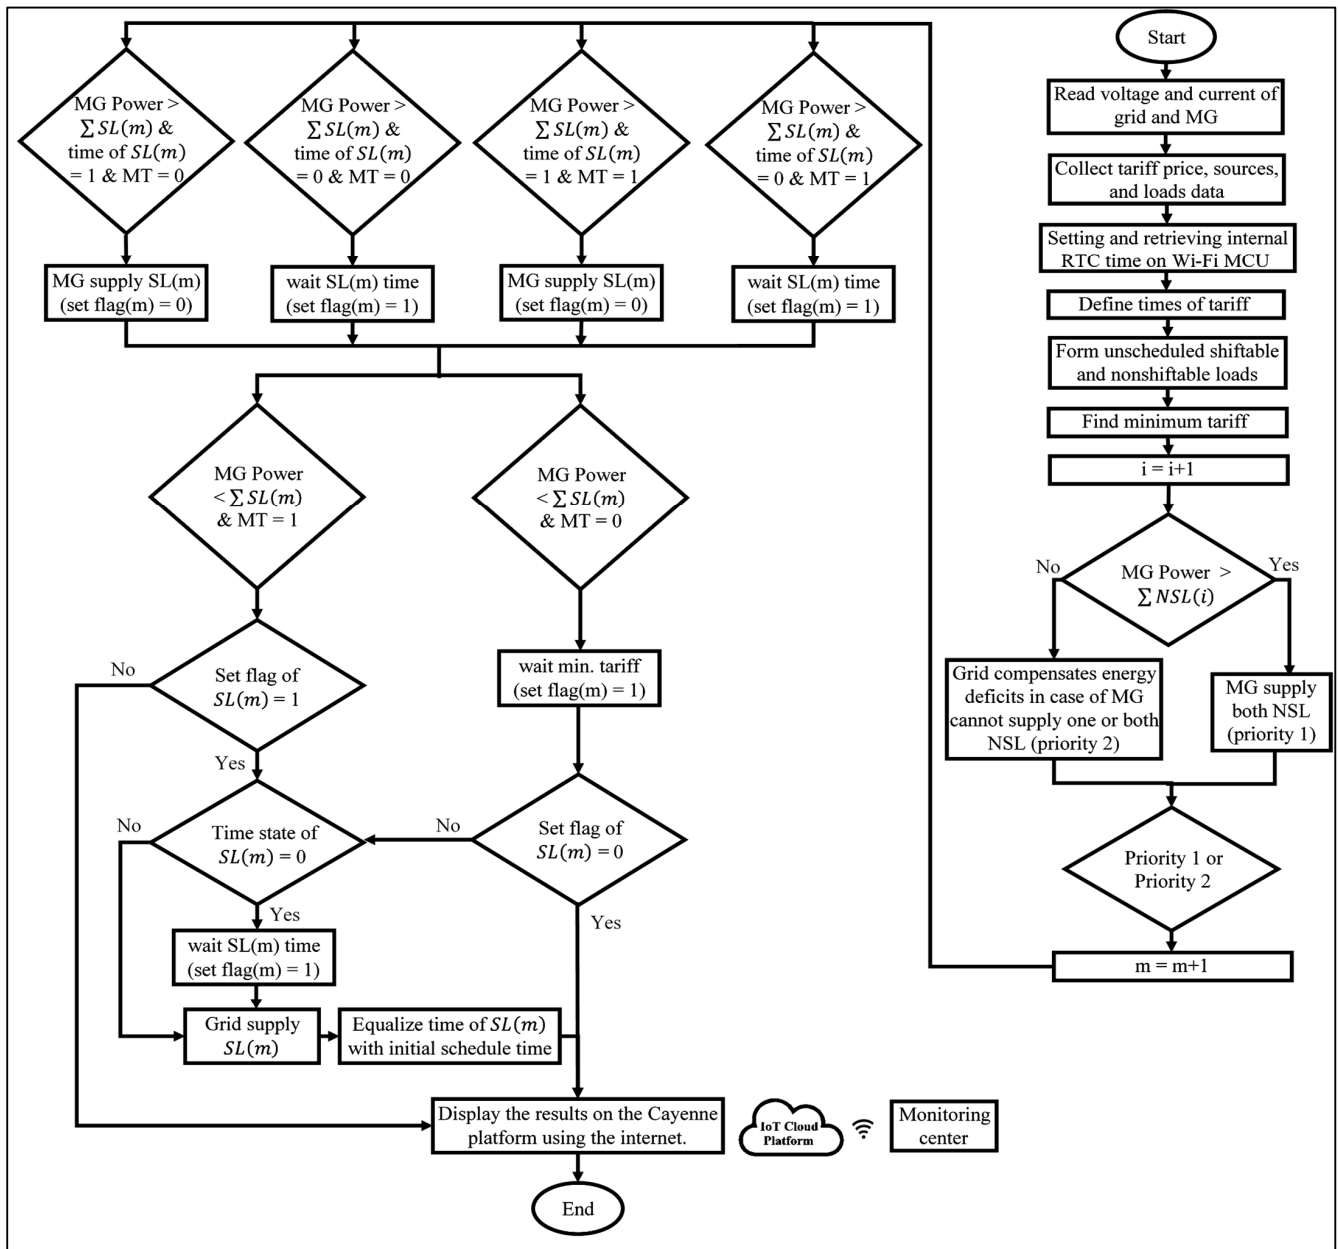 Start
Read voltage and current of
grid and MG
Collect tariff price, sources,
and loads data
Setting and retrieving internal
RTC time on Wi-Fi MCU
Define times of tariff
Form unscheduled shiftable
and nonshiftable loads
Find minimum tariff
i = i+1
MG Power >
∑ NSL(i)
No
Yes
Grid compensates energy
deficits in case of MG
cannot supply one or both
NSL (priority 2)
MG supply
both NSL
(priority 1)
Priority 1 or
Priority 2
m = m+1
MG Power >
∑ SL(m) &
time of SL(m)
= 1 & MT = 0
MG Power >
∑ SL(m) &
time of SL(m)
= 0 & MT = 0
MG Power >
∑ SL(m) &
time of SL(m)
= 1 & MT = 1
MG Power >
∑ SL(m) &
time of SL(m)
= 0 & MT = 1
MG supply SL(m)
(set flag(m) = 0)
wait SL(m) time
(set flag(m) = 1)
MG supply SL(m)
(set flag(m) = 0)
wait SL(m) time
(set flag(m) = 1)
MG Power
< ∑ SL(m)
& MT = 1
MG Power
< ∑ SL(m)
& MT = 0
No
Set flag of
SL(m) = 1
Yes
wait min. tariff
(set flag(m) = 1)
No
Time state of
SL(m) = 0
Yes
No
Set flag of
SL(m) = 0
Yes
wait SL(m) time
(set flag(m) = 1)
Grid supply
SL(m)
Equalize time of SL(m)
with initial schedule time
Display the results on the Cayenne
platform using the internet.
IoT Cloud
Platform
Monitoring
center
End